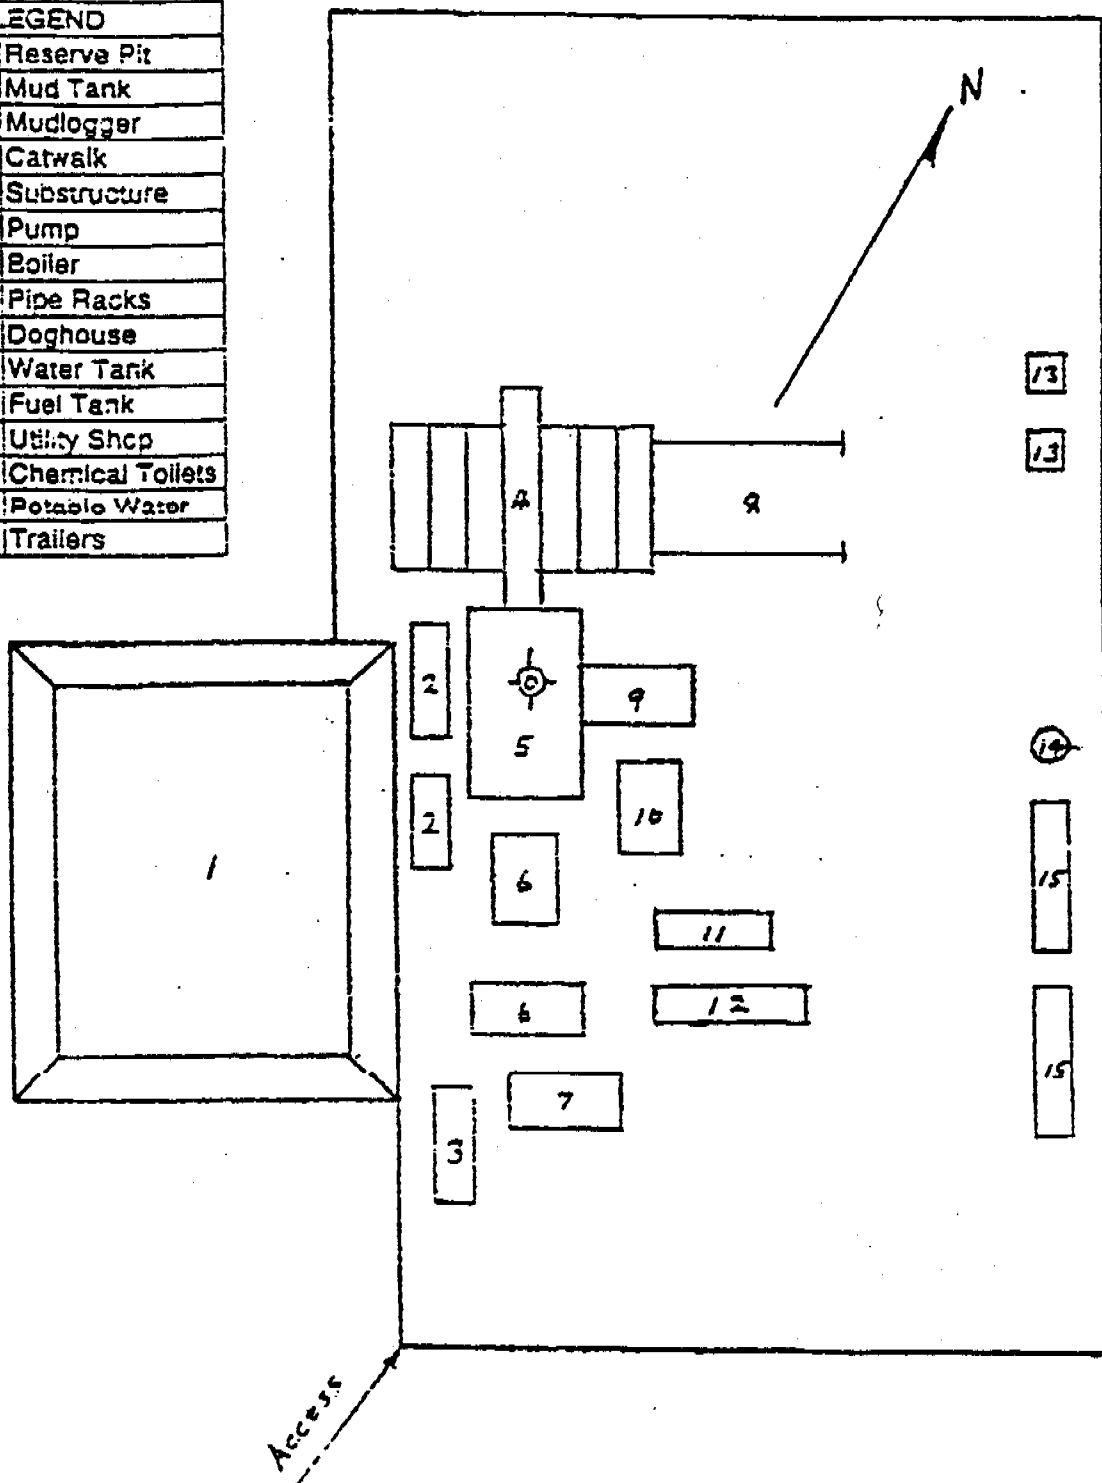 LEGEND
Reserve Pit
Mud Tank
Mudlogger
Catwalk
Substructure
Pump
Boiler
Pipe Racks
Doghouse
Water Tank
Fuel Tank
Utility Shop
Chemical Toilets
Potable Water
Trailers
N
13
13
4
8
2
9
5
14
2
10
1
6
15
11
6
12
15
7
3
Access